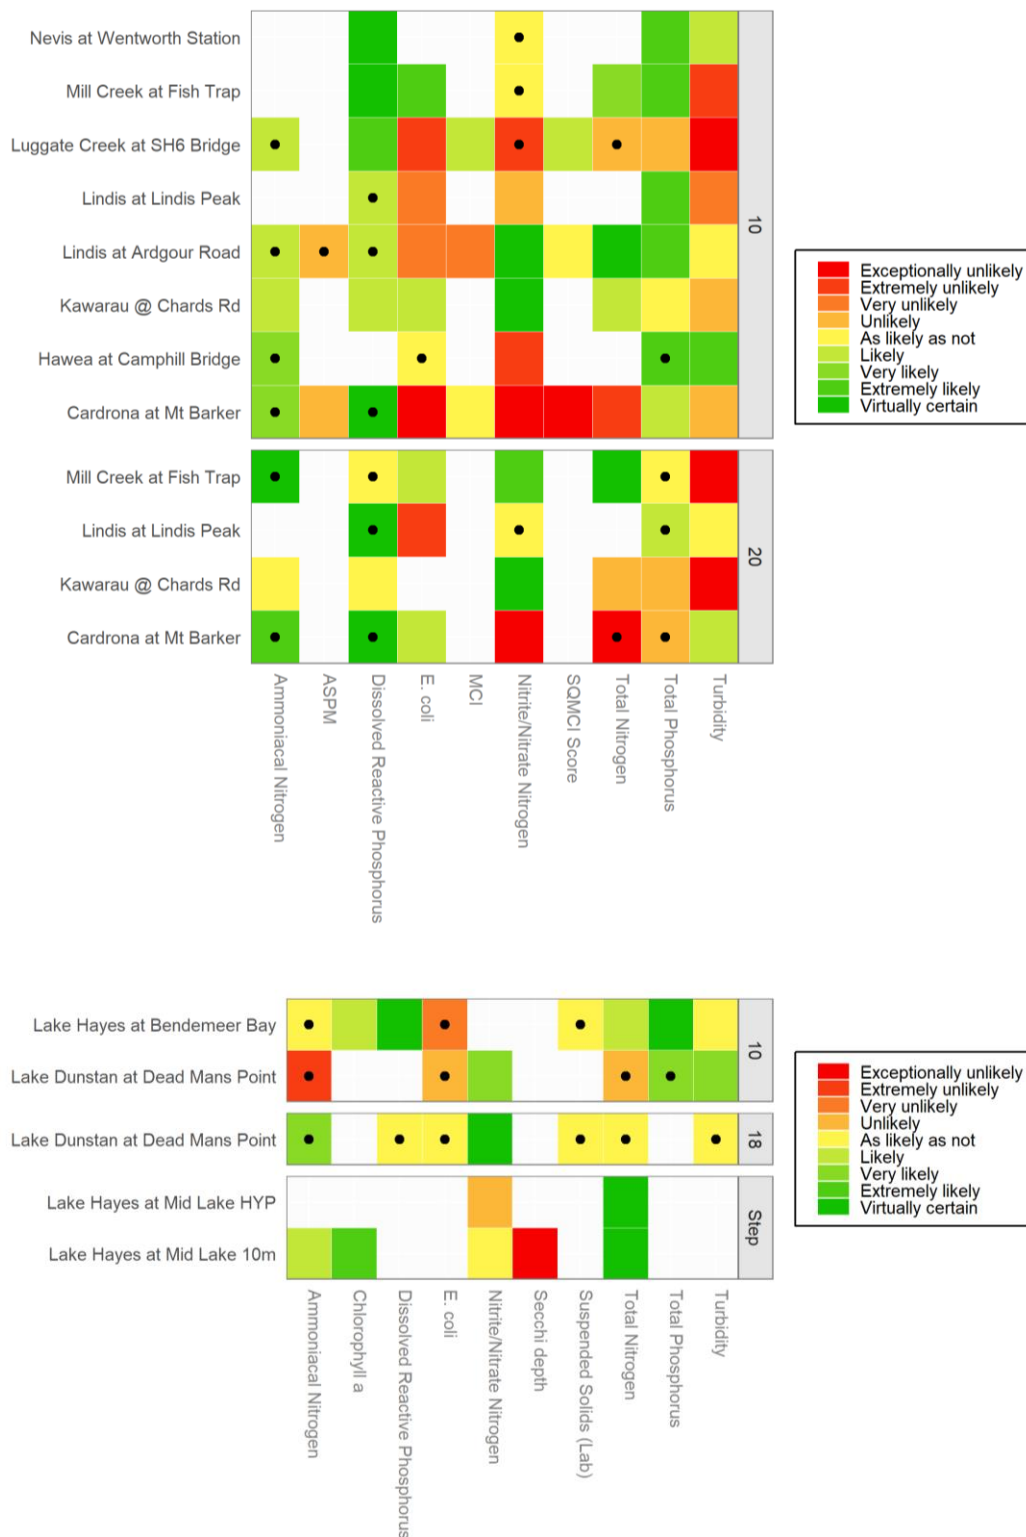 Nevis at Wentworth Station
Mill Creek at Fish Trap
Luggate Creek at SH6 Bridge
Lindis at Lindis Peak
Lindis at Ardgour Road
Kawarau @ Chards Rd
Hawea at Camphill Bridge
Cardrona at Mt Barker
10
Mill Creek at Fish Trap
Lindis at Lindis Peak
Kawarau @ Chards Rd
Cardrona at Mt Barker
20
Ammoniacal Nitrogen
ASPM
Dissolved Reactive Phosphorus
E. coli
MCI
Nitrite/Nitrate Nitrogen
SQMCI Score
Total Nitrogen
Total Phosphorus
Turbidity
Exceptionally unlikely
Extremely unlikely
Very unlikely
Unlikely
As likely as not
Likely
Very likely
Extremely likely
Virtually certain
Lake Hayes at Bendemeer Bay
Lake Dunstan at Dead Mans Point
10
Lake Dunstan at Dead Mans Point
18
Lake Hayes at Mid Lake HYP
Lake Hayes at Mid Lake 10m
Step
Ammoniacal Nitrogen
Chlorophyll a
Dissolved Reactive Phosphorus
E. coli
Nitrite/Nitrate Nitrogen
Secchi depth
Suspended Solids (Lab)
Total Nitrogen
Total Phosphorus
Turbidity
Exceptionally unlikely
Extremely unlikely
Very unlikely
Unlikely
As likely as not
Likely
Very likely
Extremely likely
Virtually certain